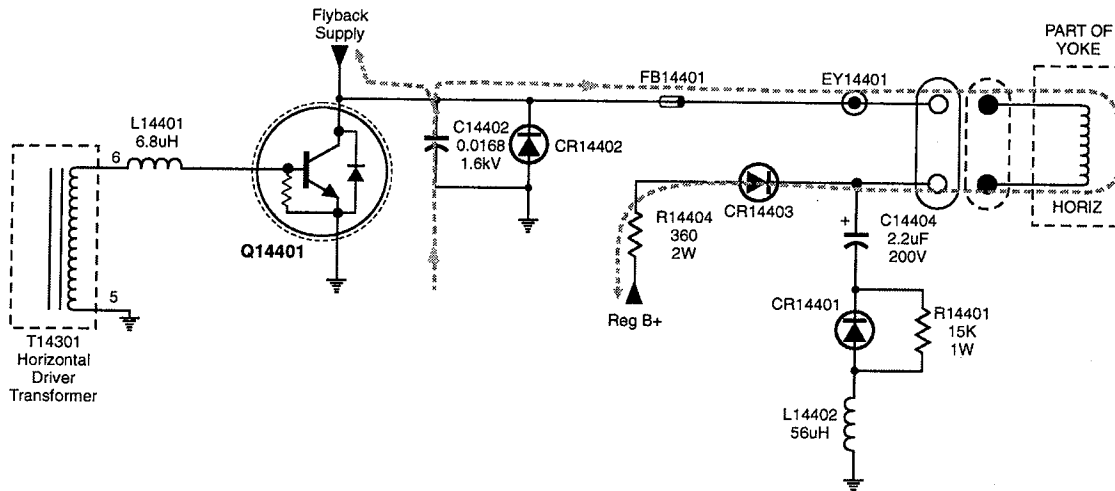 Flyback
Supply
PART OF
YOKE
FB14401
EY14401
L14401
6.8uH
C14402
0.0168
1.6kV
CR14402
6
CR14403
HORIZ
R14404
360
2W
+
C14404
2.2uF
200V
Q14401
5
CR14401
R14401
15K
1W
Reg B+
T14301
Horizontal
Driver
Transformer
L14402
56uH